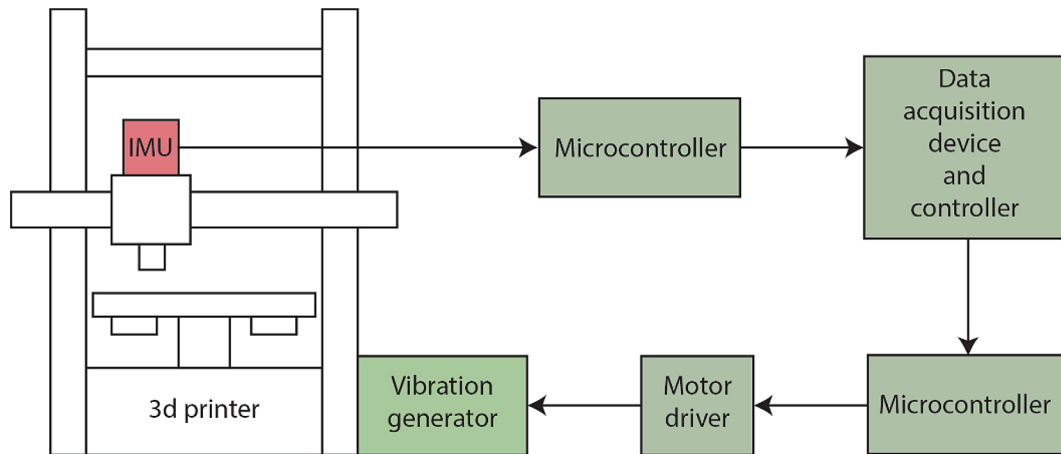 IMU
Microcontroller
Data
acquisition
device
and
controller
3d printer
Vibration
generator
Motor
driver
Microcontroller